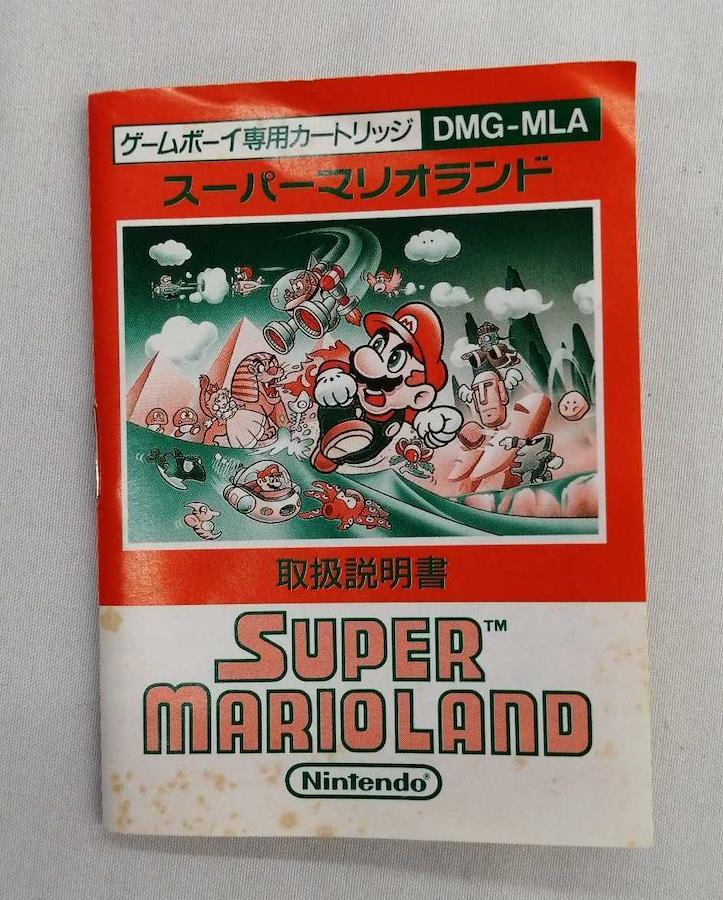 ゲームボーイ専用カートリッジ DMG-MLA
スーパーマリオランド
取扱説明書
SUPER™
MARIOLAND
Nintendo®